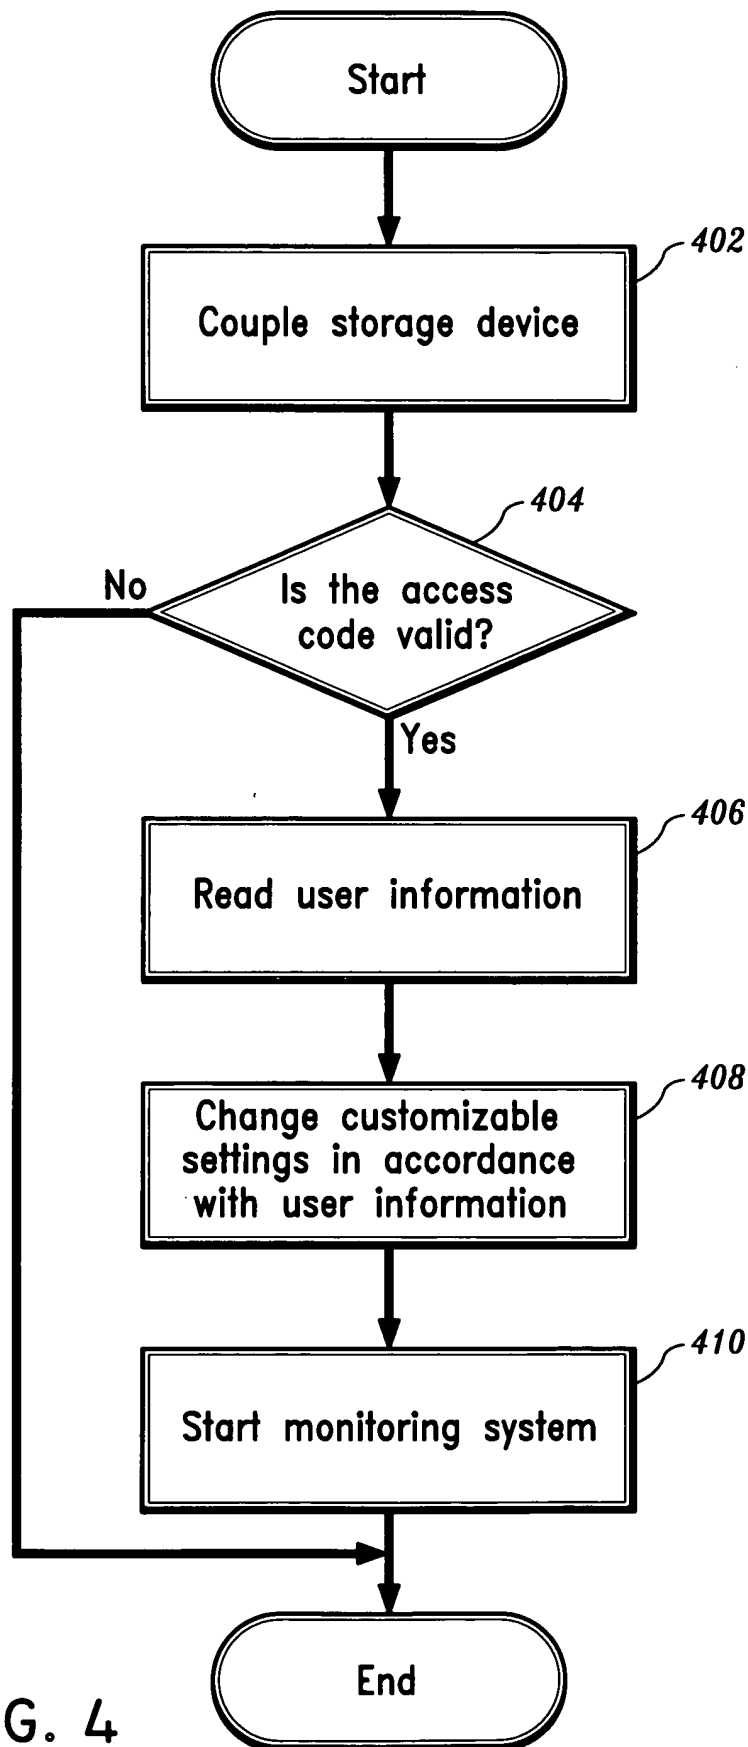 Start
402
Couple storage device
404
No
Is the access
code valid?
Yes
406
Read user information
408
Change customizable
settings in accordance
with user information
410
Start monitoring system
End
G. 4